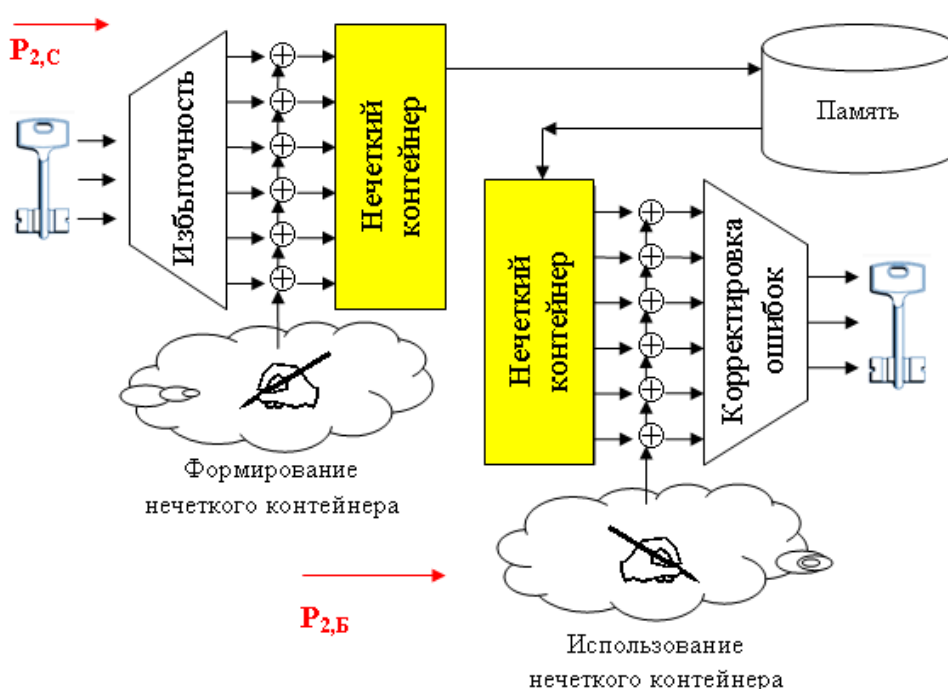 P2,С
Избыточность
Нечеткий
контейнер
Память
Нечеткий
контейнер
Корректировка
ошибок
Формирование
нечеткого контейнера
P2,Б
Использование
нечеткого контейнера